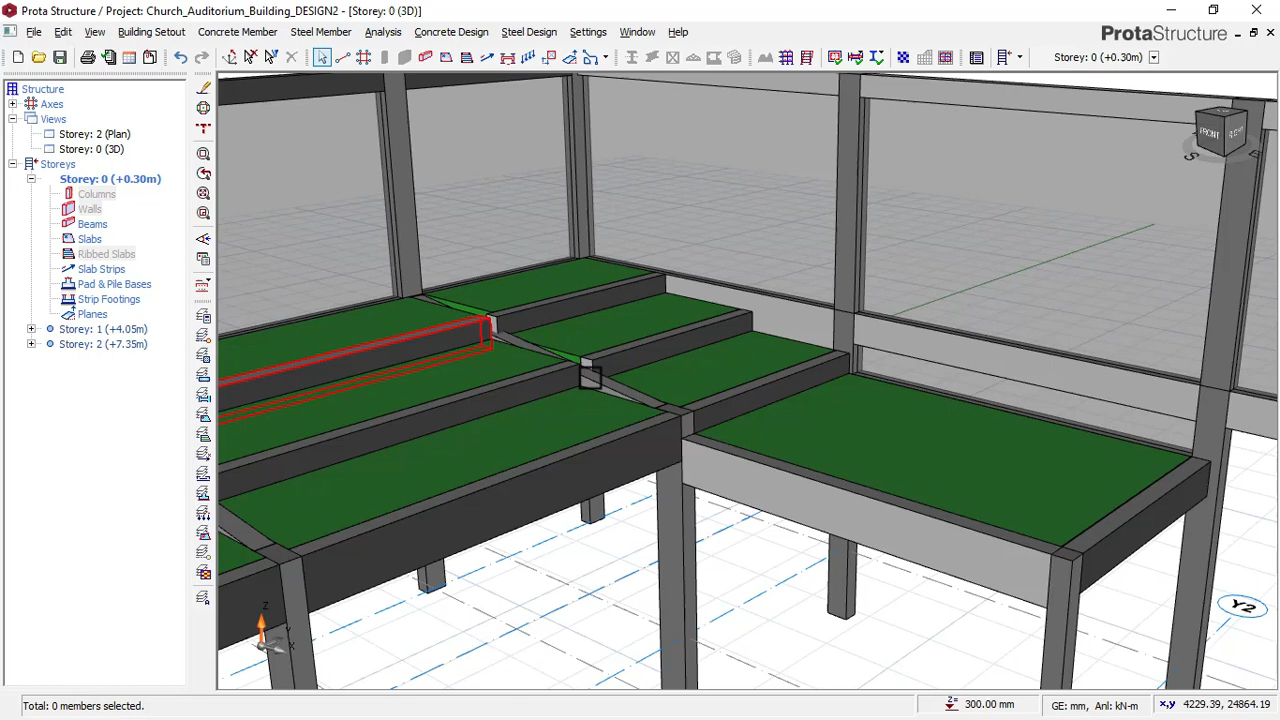 Prota Structure / Project: Church_Auditorium_Building_DESIGN2 - [Storey: 0 (3D)]
File Edit View Building Setout Concrete Member Steel Member Analysis Concrete Design Steel Design Settings Window Help
ProtaStructure
Storey: 0 (+0.30m)
Structure
Axes
Views
Storey: 2 (Plan)
Storey: 0 (3D)
Storeys
Storey: 0 (+0.30m)
Columns
Walls
Beams
Slabs
Ribbed Slabs
Slab Strips
Pad & Pile Bases
Strip Footings
Planes
Storey: 1 (+4.05m)
Storey: 2 (+7.35m)
FRONT RIGHT
S E
Y2
Z
X
Total: 0 members selected.
Z= 300.00 mm
GE: mm, Anl: kN-m
x,y 4229.39, 24864.19